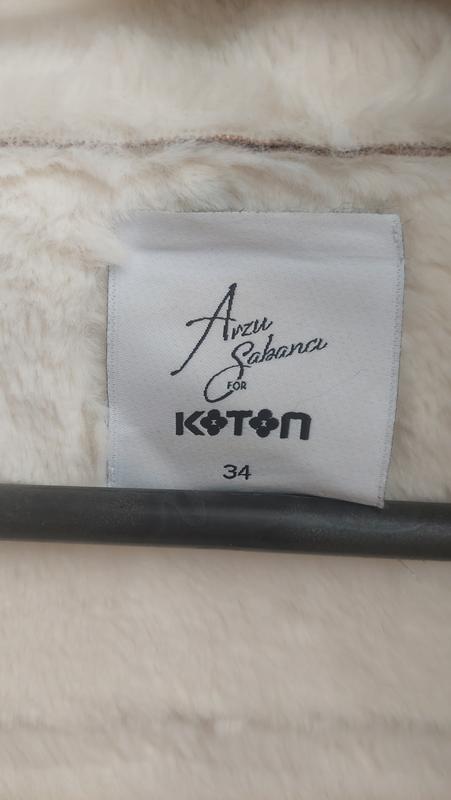 Arzu
Sabancı
FOR
KOTON
34